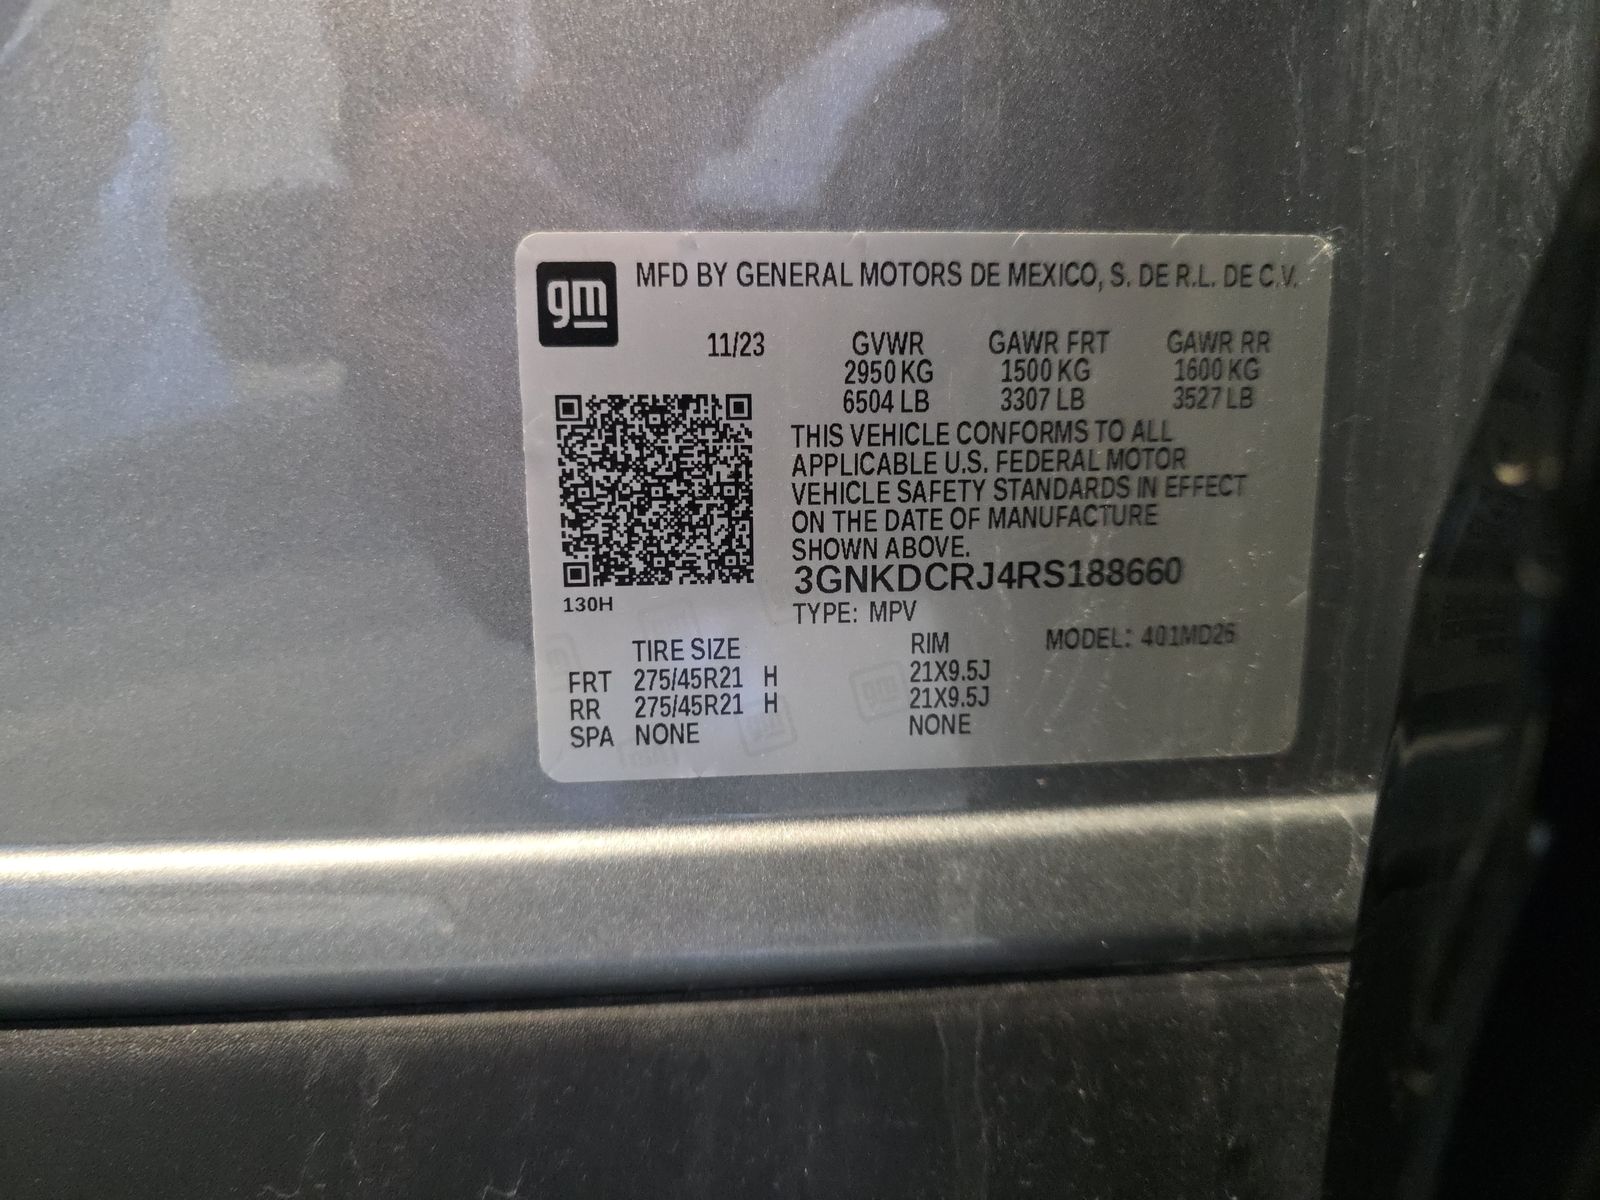 gm
MFD BY GENERAL MOTORS DE MEXICO, S. DE R.L. DE C.V.
11/23 GVWR GAWR FRT GAWR RR
2950 KG 1500 KG 1600 KG
6504 LB 3307 LB 3527 LB
THIS VEHICLE CONFORMS TO ALL
APPLICABLE U.S. FEDERAL MOTOR
VEHICLE SAFETY STANDARDS IN EFFECT
ON THE DATE OF MANUFACTURE
SHOWN ABOVE.
3GNKDCRJ4RS188660
130H
TYPE: MPV
TIRE SIZE RIM MODEL: 401MD26
FRT 275/45R21 H 21X9.5J
RR 275/45R21 H 21X9.5J
SPA NONE NONE